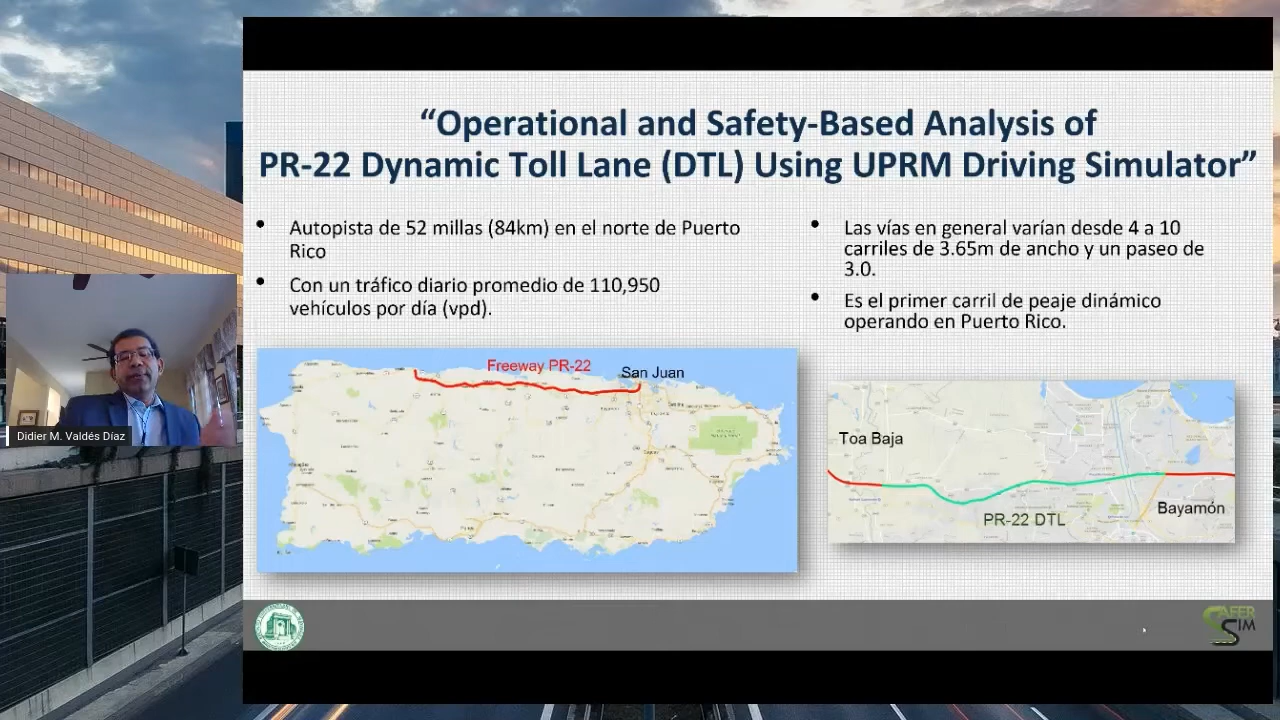 “Operational and Safety-Based Analysis of
PR-22 Dynamic Toll Lane (DTL) Using UPRM Driving Simulator”
• Autopista de 52 millas (84km) en el norte de Puerto
Rico
• Con un tráfico diario promedio de 110,950
vehículos por día (vpd).
• Las vías en general varían desde 4 a 10
carriles de 3.65m de ancho y un paseo de
3.0.
• Es el primer carril de peaje dinámico
operando en Puerto Rico.
Freeway PR-22
San Juan
Toa Baja
PR-22 DTL
Bayamón
Didier M. Valdés Díaz
SAFER
SIM